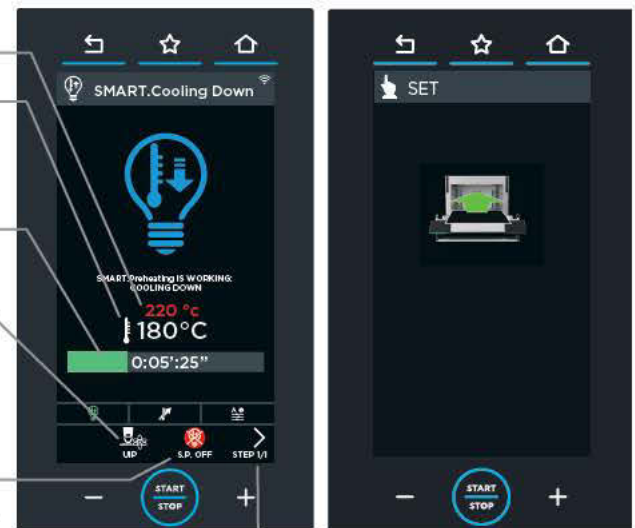 SMART.Cooling Down
SMART.Preheating IS WORKING:
COOLING DOWN
220 °c
180°C
0:05':25"
UIP
S.P. OFF
STEP 1/1
−
START
STOP
+
SET
−
START
STOP
+